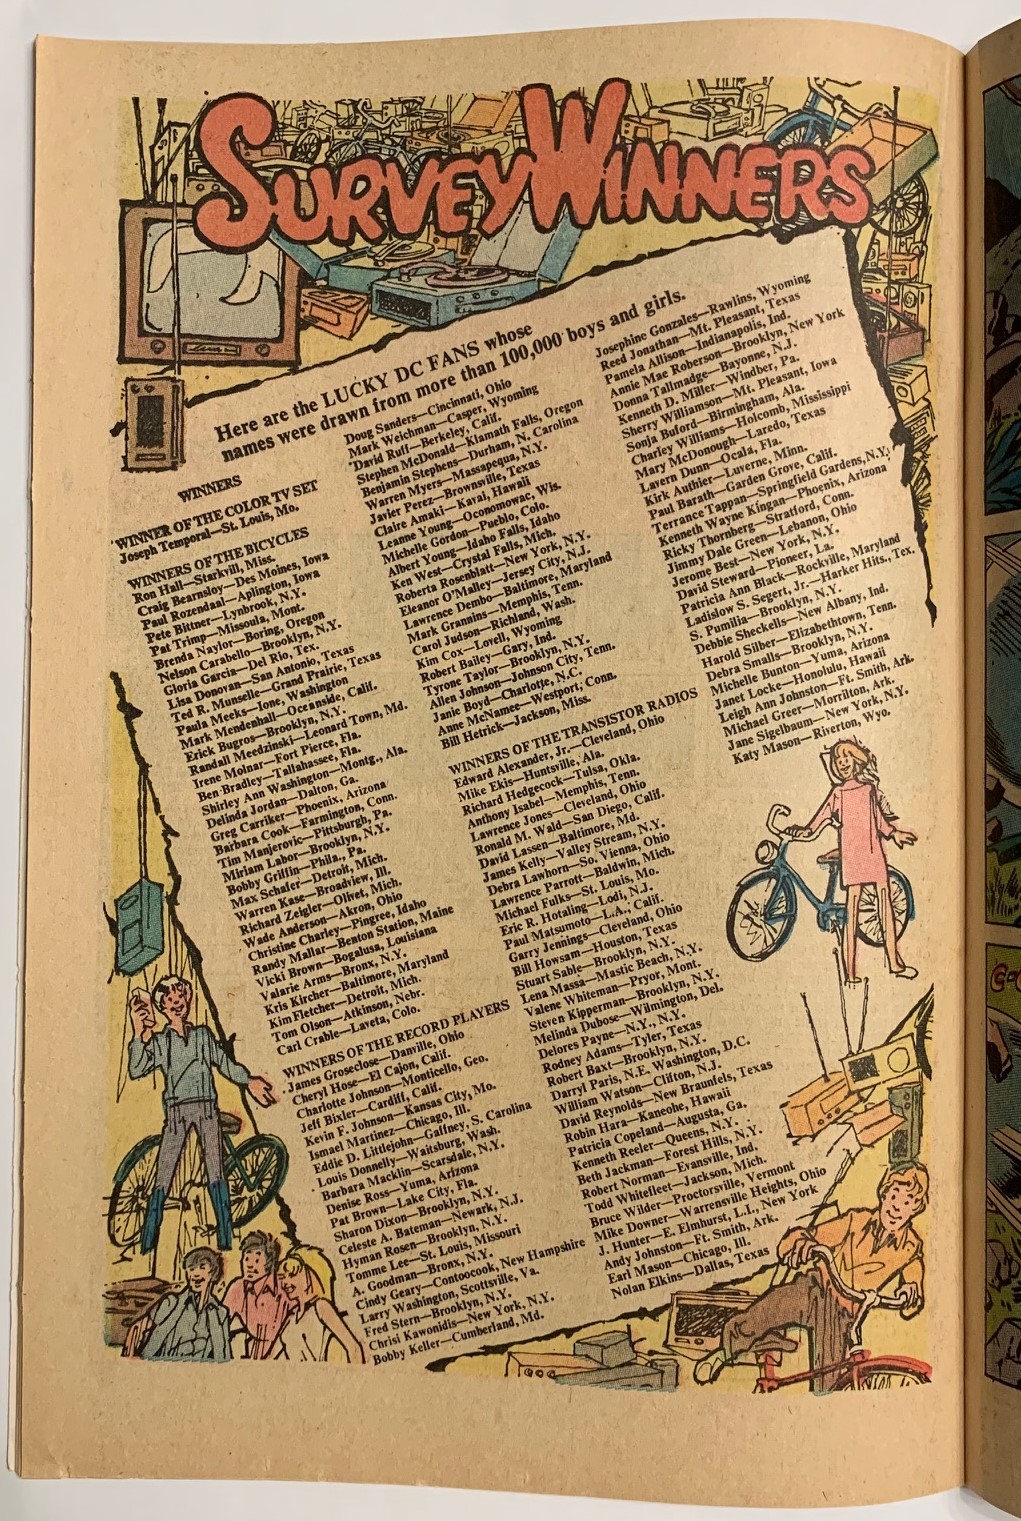 SURVEY WINNERS
Here are the LUCKY DC FANS whose
names were drawn from more than 100,000 boys and girls.
WINNERS
WINNER OF THE COLOR TV SET
Joseph Temporal—St. Louis, Mo.
WINNERS OF THE BICYCLES
Ron Hall—Starkvill, Miss.
Craig Bearnsloy—Des Moines, Iowa
Paul Rozendaal—Aplington, Iowa
Pete Bittner—Lynbrook, N.Y.
Pat Trimp—Missoula, Mont.
Brenda Naylor—Boring, Oregon
Nelson Carabello—Brooklyn, N.Y.
Gloria Garcia—Del Rio, Tex.
Lisa Donovan—San Antonio, Texas
Ted R. Munselle—Grand Prairie, Texas
Paula Meeks—Ione, Washington
Mark Mendenhall—Oceanside, Calif.
Erick Bugros—Brooklyn, N.Y.
Randall Meedzinski—Leonard Town, Md.
Irene Molnar—Fort Pierce, Fla.
Ben Bradley—Tallahassee, Fla.
Shirley Ann Washington—Montg., Ala.
Delinda Jordan—Dalton, Ga.
Greg Carriker—Phoenix, Arizona
Barbara Cook—Farmington, Conn.
Tim Manjerovic—Pittsburgh, Pa.
Miriam Labor—Brooklyn, N.Y.
Bobby Griffin—Phila., Pa.
Max Schafer—Detroit, Mich.
Warren Kase—Broadview, Ill.
Richard Zeigler—Olivet, Mich.
Wade Anderson—Akron, Ohio
Christine Charley—Pingree, Idaho
Randy Mallar—Benton Station, Maine
Vicki Brown—Bogalusa, Louisiana
Valarie Arms—Bronx, N.Y.
Kris Kircher—Baltimore, Maryland
Kim Fletcher—Detroit, Mich.
Tom Olson—Atkinson, Nebr.
Carl Crable—Laveta, Colo.
WINNERS OF THE RECORD PLAYERS
James Groseclose—Danville, Ohio
Cheryl Hose—El Cajon, Calif.
Charlotte Johnson—Monticello, Geo.
Jeff Bixler—Cardiff, Calif.
Kevin F. Johnson—Kansas City, Mo.
Ismael Martinez—Chicago, Ill.
Eddie D. Littlejohn—Gaffney, S. Carolina
Louis Donnelly—Waitsburg, Wash.
Barbara Macklin—Scarsdale, N.Y.
Denise Ross—Yuma, Arizona
Pat Brown—Lake City, Fla.
Sharon Dixon—Brooklyn, N.Y.
Celeste A. Bateman—Newark, N.J.
Hyman Rosen—Brooklyn, N.Y.
Tomme Lee—St. Louis, Missouri
A. Goodman—Bronx, N.Y.
Cindy Geary—Contoocook, New Hampshire
Larry Washington, Scottsville, Va.
Fred Stern—Brooklyn, N.Y.
Chrisi Kawonidis—New York, N.Y.
Bobby Keller—Cumberland, Md.
Doug Sanders—Cincinnati, Ohio
Mark Weichman—Casper, Wyoming
David Ruff—Berkeley, Calif.
Stephen McDonald—Klamath Falls, Oregon
Benjamin Stephens—Durham, N. Carolina
Warren Myers—Massapequa, N.Y.
Javier Perez—Brownsville, Texas
Claire Amaki—Kavai, Hawaii
Leanne Young—Oconomowac, Wis.
Michelle Gordon—Pueblo, Colo.
Albert Young—Idaho Falls, Idaho
Ken West—Crystal Falls, Mich.
Roberta Rosenblatt—New York, N.Y.
Eleanor O'Malley—Jersey City, N.J.
Lawrence Dembo—Baltimore, Maryland
Mark Grannins—Memphis, Tenn.
Carol Judson—Richland, Wash.
Kim Cox—Lovell, Wyoming
Robert Bailey—Gary, Ind.
Tyrone Taylor—Brooklyn, N.Y.
Allen Johnson—Johnson City, Tenn.
Janie Boyd—Charlotte, N.C.
Anne McNamee—Westport, Conn.
Bill Hetrick—Jackson, Miss.
WINNERS OF THE TRANSISTOR RADIOS
Edward Alexander, Jr.—Cleveland, Ohio
Mike Ekis—Huntsville, Ala.
Richard Hedgecock—Tulsa, Okla.
Anthony Isabel—Memphis, Tenn.
Lawrence Jones—Cleveland, Ohio
Ronald M. Wald—San Diego, Calif.
David Lassen—Baltimore, Md.
James Kelly—Valley Stream, N.Y.
Debra Lawhorn—So. Vienna, Ohio
Lawrence Parrott—Baldwin, Mich.
Michael Fulks—St. Louis, Mo.
Eric R. Hotaling—Lodi, N.J.
Paul Matsumoto—L.A., Calif.
Garry Jennings—Cleveland, Ohio
Bill Howsam—Houston, Texas
Stuart Sable—Brooklyn, N.Y.
Lena Massa—Mastic Beach, N.Y.
Valene Whiteman—Pryor, Mont.
Steven Kipperman—Brooklyn, N.Y.
Melinda Dubose—Wilmington, Del.
Delores Payne—N.Y., N.Y.
Rodney Adams—Tyler, Texas
Robert Baxt—Brooklyn, N.Y.
Darryl Paris, N.E. Washington, D.C.
William Watson—Clifton, N.J.
David Reynolds—New Braunfels, Texas
Robin Hara—Kaneohe, Hawaii
Patricia Copeland—Augusta, Ga.
Kenneth Reeler—Queens, N.Y.
Beth Jackman—Forest Hills, N.Y.
Robert Norman—Evansville, Ind.
Todd Whitefleet—Jackson, Mich.
Bruce Wilder—Proctorsville, Vermont
Mike Downer—Warrensville Heights, Ohio
J. Hunter—E. Elmhurst, L.I., New York
Andy Johnston—Ft. Smith, Ark.
Earl Mason—Chicago, Ill.
Nolan Elkins—Dallas, Texas
Josephine Gonzales—Rawlins, Wyoming
Reed Jonathan—Mt. Pleasant, Texas
Pamela Allison—Indianapolis, Ind.
Annie Mae Roberson—Brooklyn, New York
Donna Tallmadge—Bayonne, N.J.
Kenneth D. Miller—Windber, Pa.
Sherry Williamson—Mt. Pleasant, Iowa
Sonja Buford—Birmingham, Ala.
Charley Williams—Holcomb, Mississippi
Mary McDonough—Laredo, Texas
Lavern Dunn—Ocala, Fla.
Kirk Authier—Luverne, Minn.
Paul Barath—Garden Grove, Calif.
Terrance Tappan—Springfield Gardens, N.Y.
Kenneth Wayne Kingan—Phoenix, Arizona
Ricky Thornberg—Stratford, Conn.
Jimmy Dale Green—Lebanon, Ohio
Jerome Best—New York, N.Y.
David Steward—Pioneer, La.
Patricia Ann Black—Rockville, Maryland
Ladislow S. Segert, Jr.—Harker Hits., Tex.
S. Pumilia—Brooklyn, N.Y.
Debbie Sheckells—New Albany, Ind.
Harold Silber—Elizabethtown, Tenn.
Debra Smalls—Brooklyn, N.Y.
Michelle Bunton—Yuma, Arizona
Janet Locke—Honolulu, Hawaii
Leigh Ann Johnston—Ft. Smith, Ark.
Michael Greer—Morrilton, Ark.
Jane Sigelbaum—New York, N.Y.
Katy Mason—Riverton, Wyo.